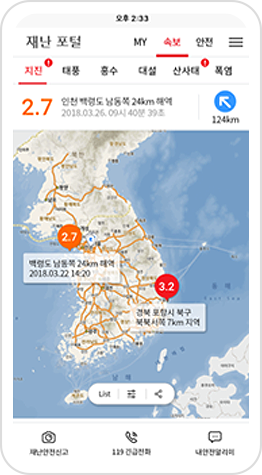 오후 2:33
재난 포털
MY 속보 안전
지진 태풍 홍수 대설 산사태 폭염
2.7
인천 백령도 남동쪽 24km 해역
2018.03.26. 09시 40분 39초
124km
2.7
백령도 남동쪽 24km 해역
2018.03.22 14:20
3.2
경북 포항시 북구
북북서쪽 7km 지역
동 해
남 해
List
재난안전신고
119 긴급전화
내안전알리미